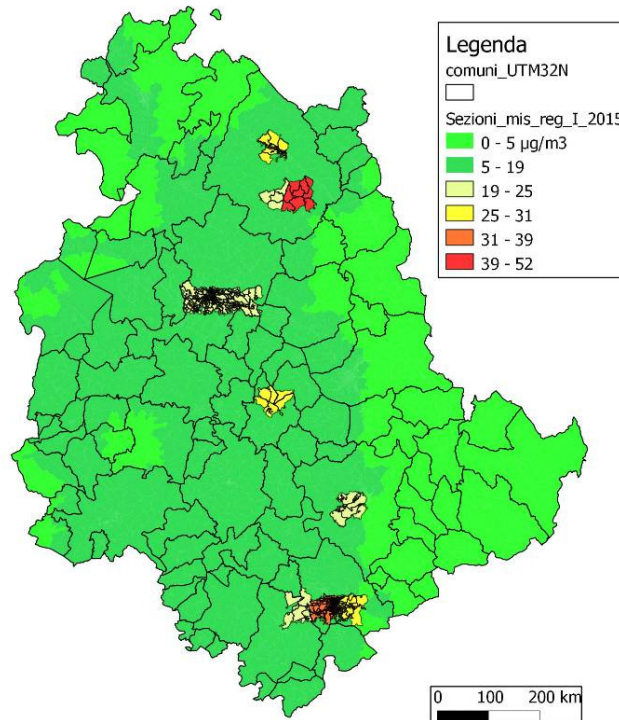 Legenda
comuni_UTM32N
Sezioni_mis_reg_I_2015
0 - 5 µg/m3
5 - 19
19 - 25
25 - 31
31 - 39
39 - 52
0 100 200 km